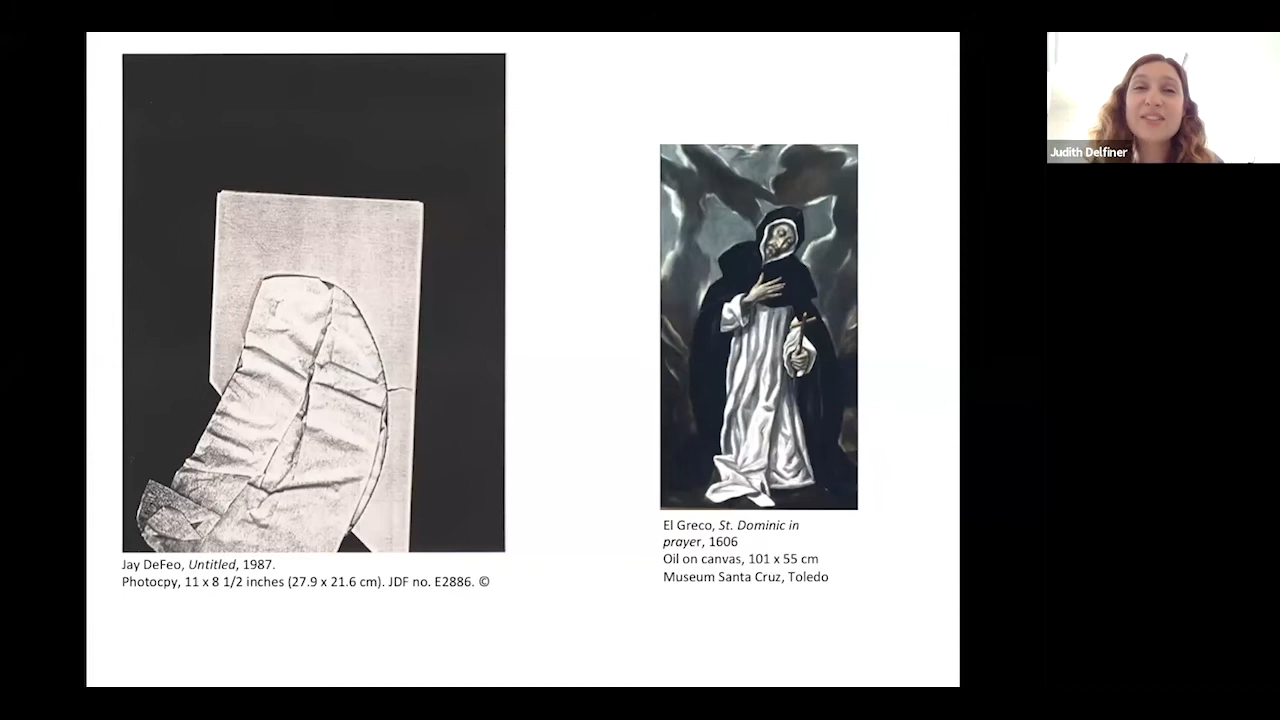 Judith Delfiner
Jay DeFeo, Untitled, 1987.
Photocpy, 11 x 8 1/2 inches (27.9 x 21.6 cm). JDF no. E2886. ©
El Greco, St. Dominic in
prayer, 1606
Oil on canvas, 101 x 55 cm
Museum Santa Cruz, Toledo